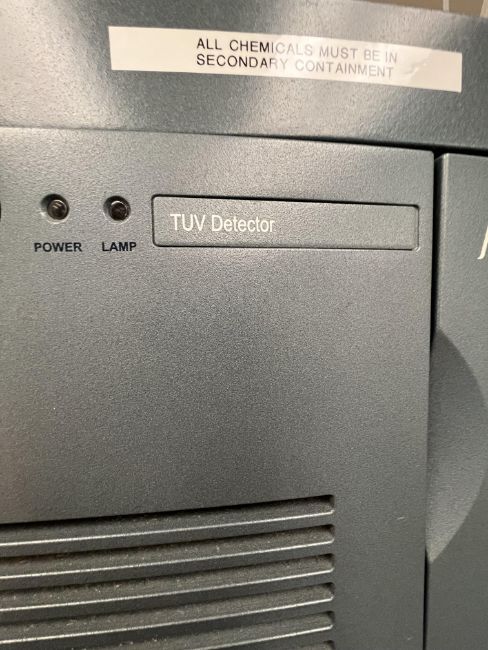 ALL CHEMICALS MUST BE IN
SECONDARY CONTAINMENT
TUV Detector
POWER LAMP